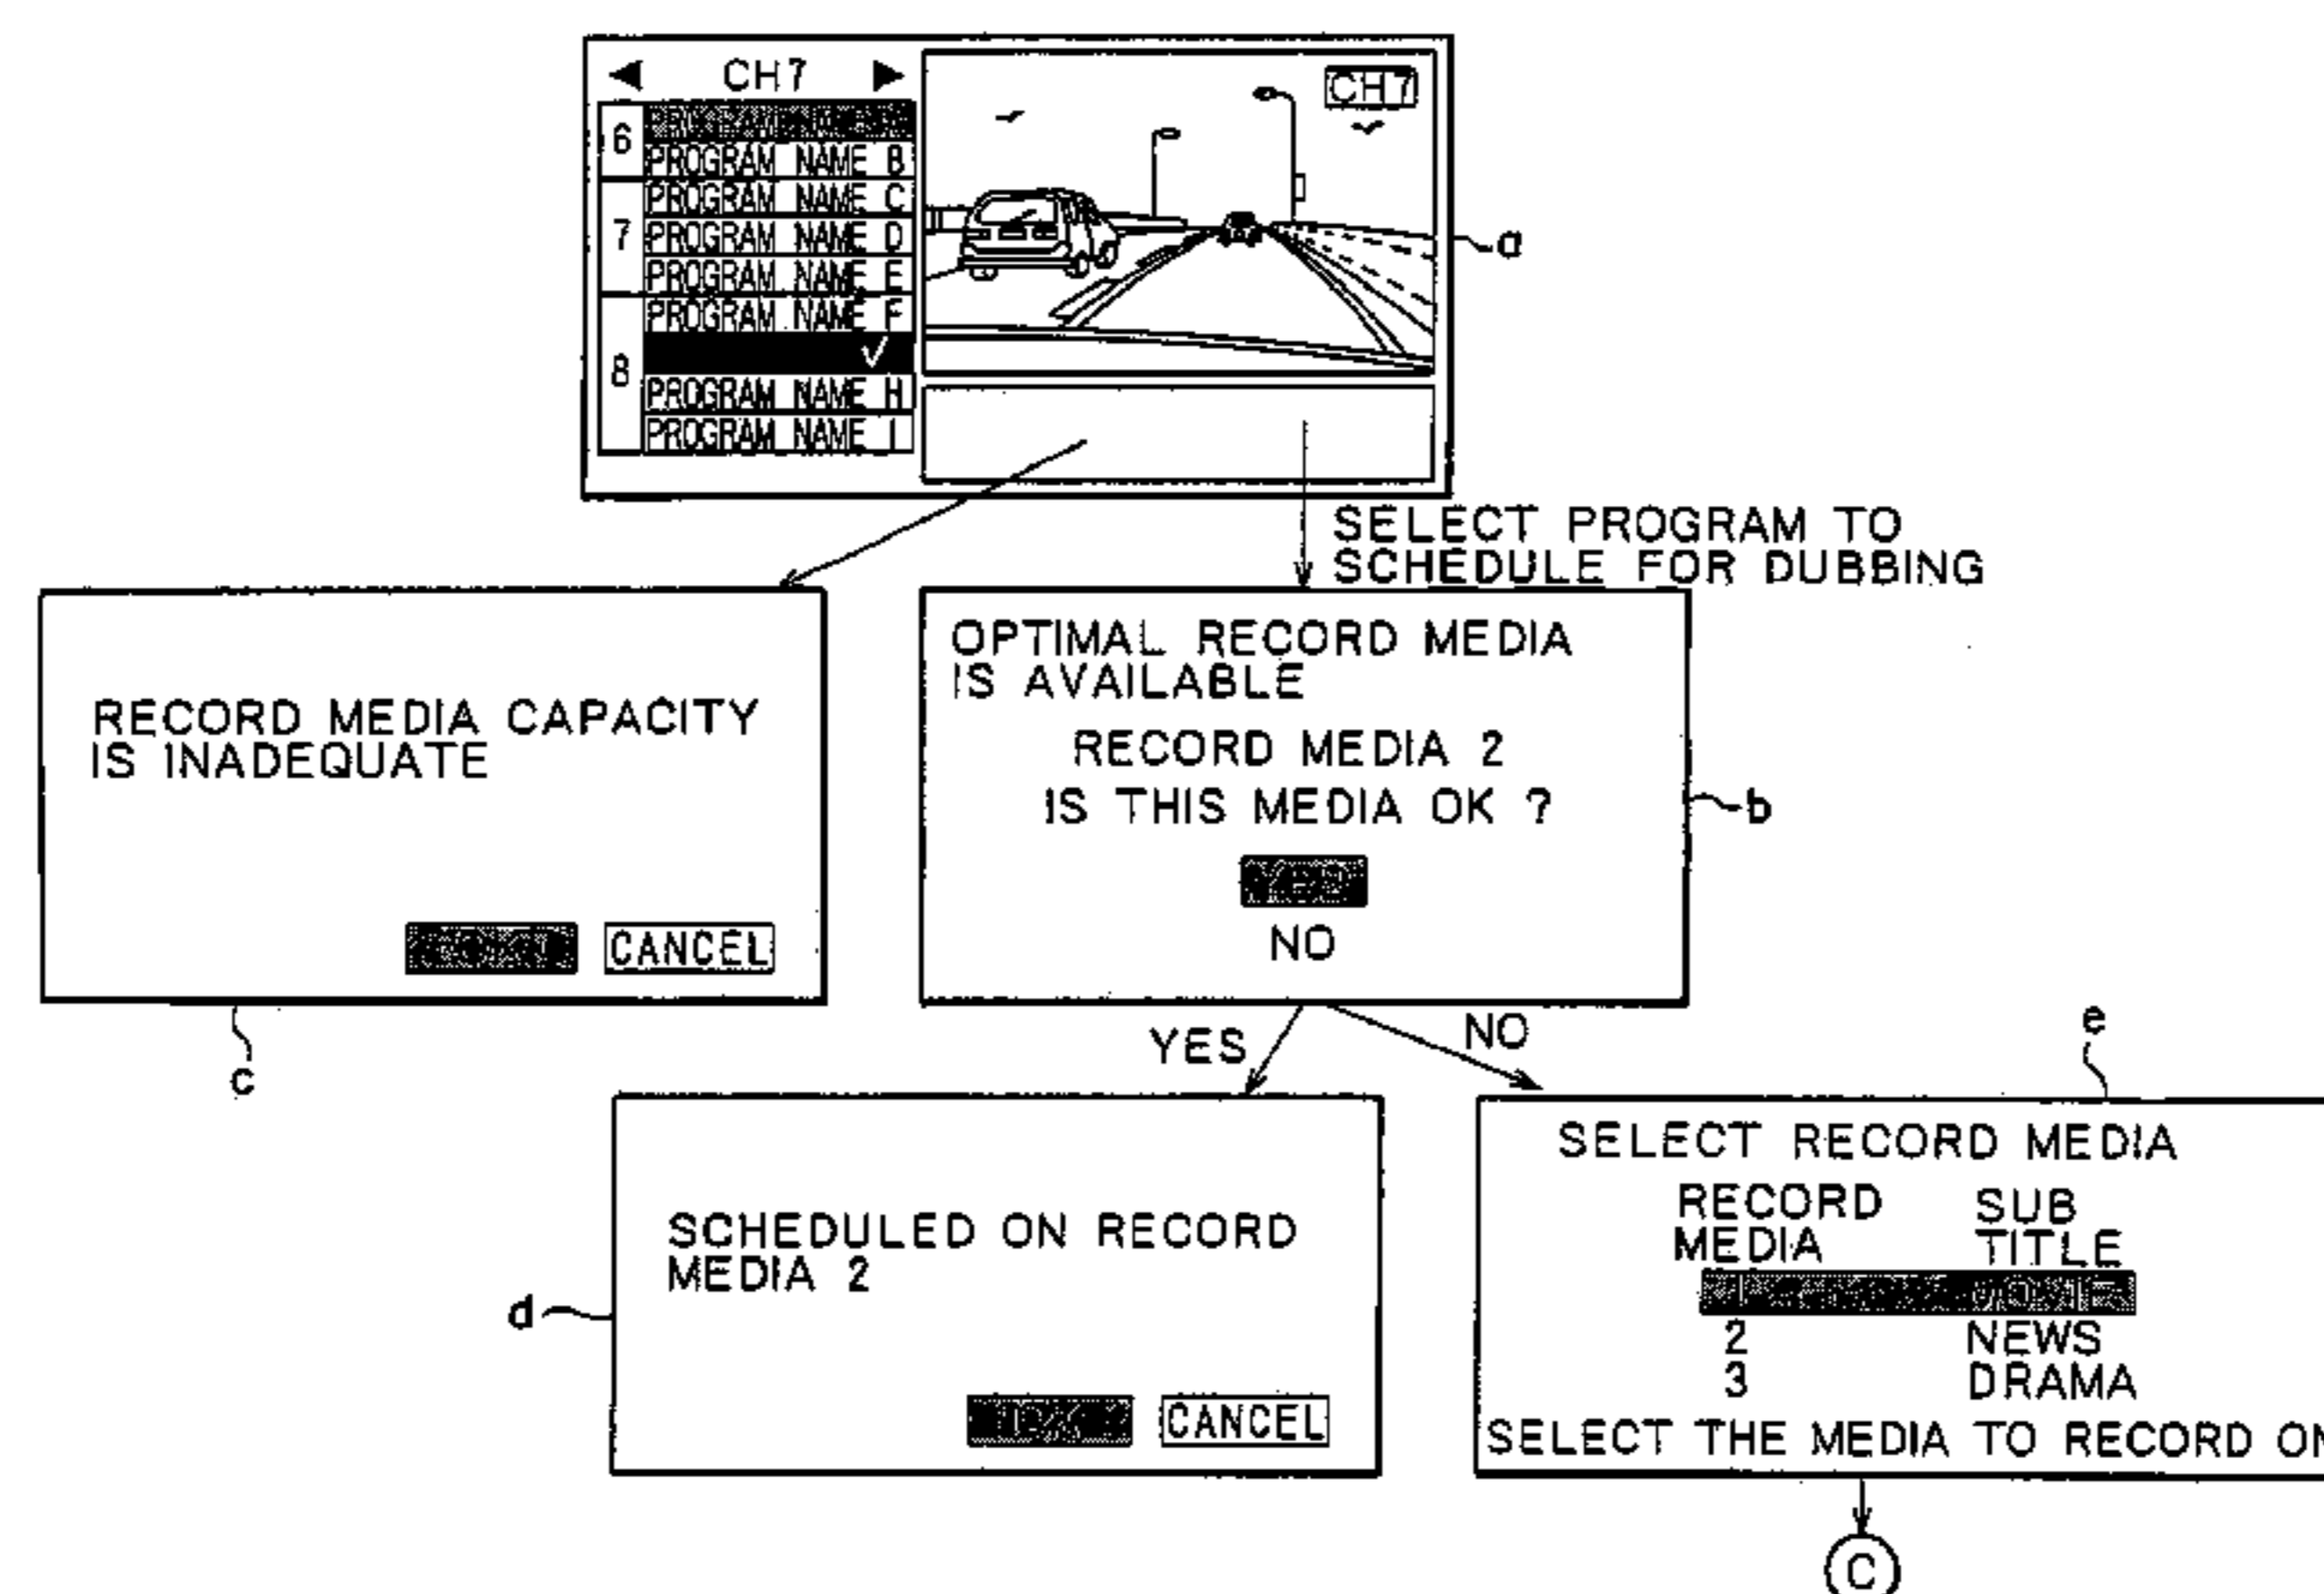 CH7
CH7
6
PROGRAM NAME B
PROGRAM NAME C
7
PROGRAM NAME D
PROGRAM NAME E
PROGRAM NAME F
8
PROGRAM NAME H
PROGRAM NAME I
a
SELECT PROGRAM TO
SCHEDULE FOR DUBBING
RECORD MEDIA CAPACITY
IS INADEQUATE
CANCEL
c
OPTIMAL RECORD MEDIA
IS AVAILABLE
RECORD MEDIA 2
IS THIS MEDIA OK ?
YES
NO
b
YES
NO
SCHEDULED ON RECORD
MEDIA 2
CANCEL
d
e
SELECT RECORD MEDIA
RECORD SUB
MEDIA TITLE
MOVIE
2 NEWS
3 DRAMA
SELECT THE MEDIA TO RECORD ON
C